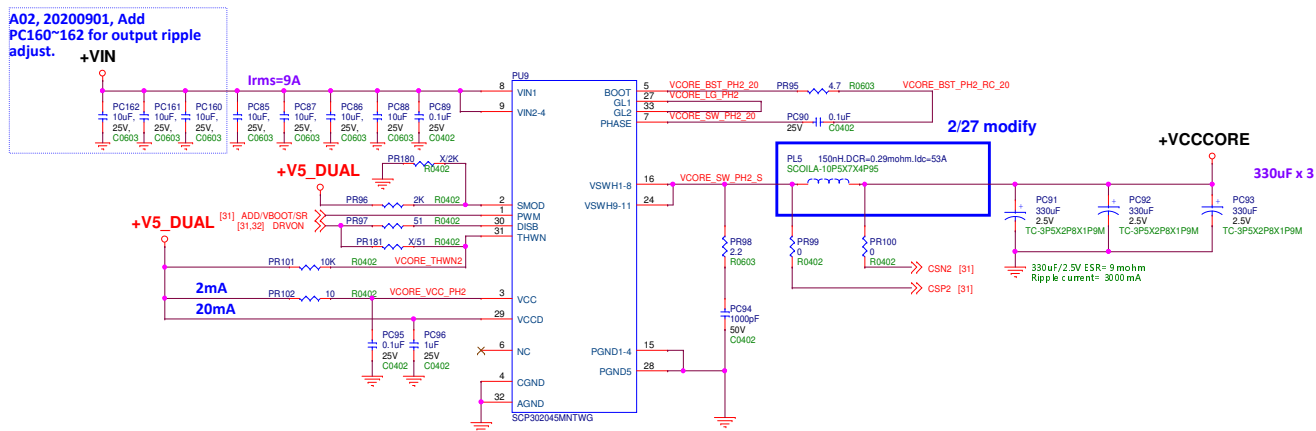 A02, 20200901, Add
PC160~162 for output ripple
adjust.
+VIN
Irms=9A
PC162
10uF,
25V,
C0603
PC161
10uF,
25V,
C0603
PC160
10uF,
25V,
C0603
PC85
10uF,
25V,
C0603
PC87
10uF,
25V,
C0603
PC86
10uF,
25V,
C0603
PC88
10uF,
25V,
C0603
PC89
0.1uF
25V
C0402
PR180
X/2K
R0402
+V5_DUAL
PR96
2K
R0402
[31] ADD/VBOOT/SR
[31,32] DRVON
PR97
51
R0402
PR181
X/51
R0402
+V5_DUAL
PR101
10K
R0402
VCORE_THWN2
2mA
PR102
10
R0402
VCORE_VCC_PH2
20mA
PC95
0.1uF
25V
C0402
PC96
1uF
25V
C0402
PU9
8
VIN1
9
VIN2-4
2
SMOD
1
PWM
30
DISB
31
THWN
3
VCC
29
VCCD
6
NC
4
CGND
32
AGND
BOOT
5
GL1
27
GL2
33
PHASE
7
VSWH1-8
16
VSWH9-11
24
PGND1-4
15
PGND5
28
SCP302045MNTWG
VCORE_BST_PH2_20
VCORE_LG_PH2
VCORE_SW_PH2_20
PR95
4.7
R0603
VCORE_BST_PH2_RC_20
PC90
25V
0.1uF
C0402
2/27 modify
PL5
150nH.DCR=0.29mohm.Idc=53A
SCOILA-10P5X7X4P95
VCORE_SW_PH2_S
PR98
2.2
R0603
PC94
1000pF
50V
C0402
PR99
0
R0402
PR100
0
R0402
CSN2 [31]
CSP2 [31]
+VCCCORE
330uF x 3
PC91
330uF
2.5V
TC-3P5X2P8X1P9M
PC92
330uF
2.5V
TC-3P5X2P8X1P9M
PC93
330uF
2.5V
TC-3P5X2P8X1P9M
330uF/2.5V ESR= 9 mohm
Ripple current= 3000 mA